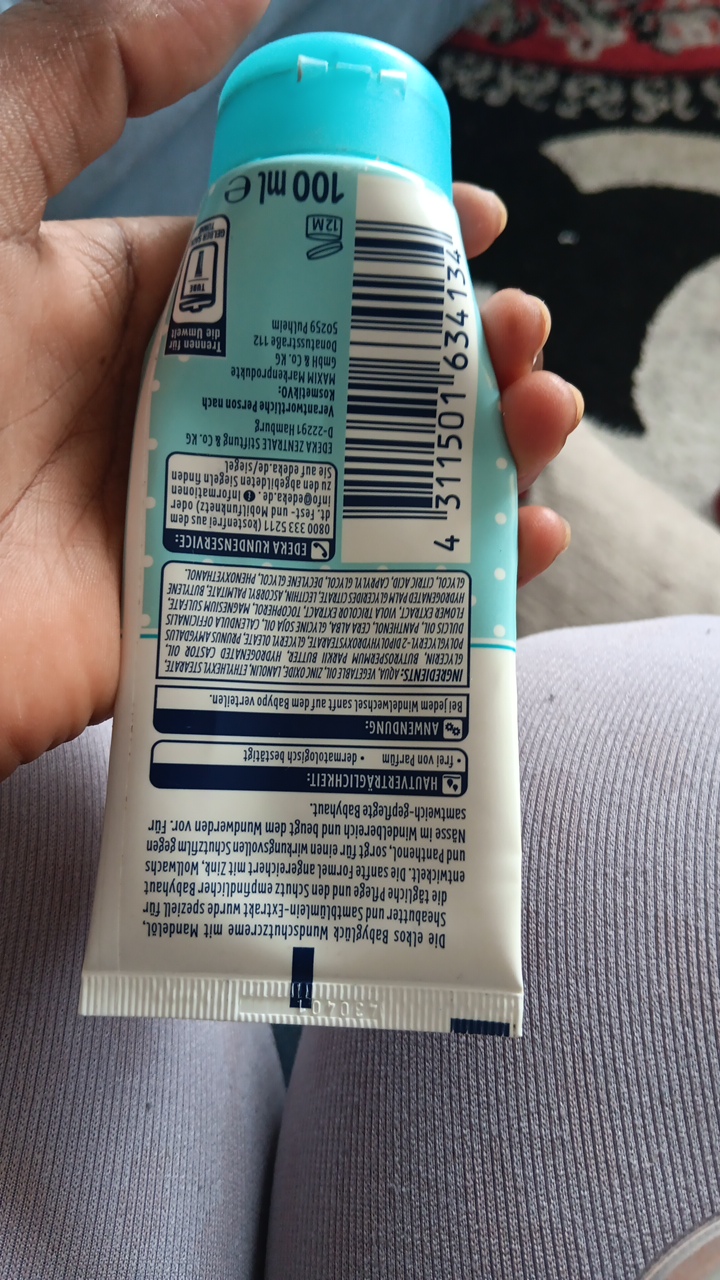 Die elkos Babyglück Wundschutzcreme mit Mandelöl,
Sheabutter und Samtblümlein-Extrakt wurde speziell für
die tägliche Pflege und den Schutz empfindlicher Babyhaut
entwickelt. Die sanfte Formel angereichert mit Zink, Wollwachs
und Panthenol, sorgt für einen wirkungsvollen Schutzfilm gegen
Nässe im Windelbereich und beugt dem Wundwerden vor. Für
samtweich-gepflegte Babyhaut.
HAUTVERTRÄGLICHKEIT:
• frei von Parfüm • dermatologisch bestätigt
ANWENDUNG:
Bei jedem Windelwechsel sanft auf dem Babypo verteilen.
INGREDIENTS: AQUA, VEGETABLE OIL, ZINC OXIDE, LANOLIN, ETHYLHEXYL STEARATE,
GLYCERIN, BUTYROSPERMUM PARKII BUTTER, HYDROGENATED CASTOR OIL,
POLYGLYCERYL-2 DIPOLYHYDROXYSTEARATE, GLYCERYL OLEATE, PRUNUS AMYGDALUS
DULCIS OIL, PANTHENOL, CERA ALBA, GLYCINE SOJA OIL, CALENDULA OFFICINALIS
FLOWER EXTRACT, VIOLA TRICOLOR EXTRACT, TOCOPHEROL, MAGNESIUM SULFATE,
HYDROGENATED PALM GLYCERIDES CITRATE, LECITHIN, ASCORBYL PALMITATE, BUTYLENE
GLYCOL, CITRIC ACID, CAPRYLYL GLYCOL, DECYLENE GLYCOL, PHENOXYETHANOL.
EDEKA KUNDENSERVICE:
0800 333 5211 (kostenfrei aus dem
dt. Fest- und Mobilfunknetz) oder
info@edeka.de. Informationen
zu den abgebildeten Siegeln finden
Sie auf edeka.de/siegel.
EDEKA ZENTRALE Stiftung & Co. KG
D-22291 Hamburg
Verantwortliche Person nach
KosmetikVO:
MAXIM Markenprodukte
GmbH & Co. KG
Donatusstraße 112
50259 Pulheim
4 311501 634134
Trennen für
die Umwelt
TUBE
GELBER SACK
TONNE
12M
100 ml e